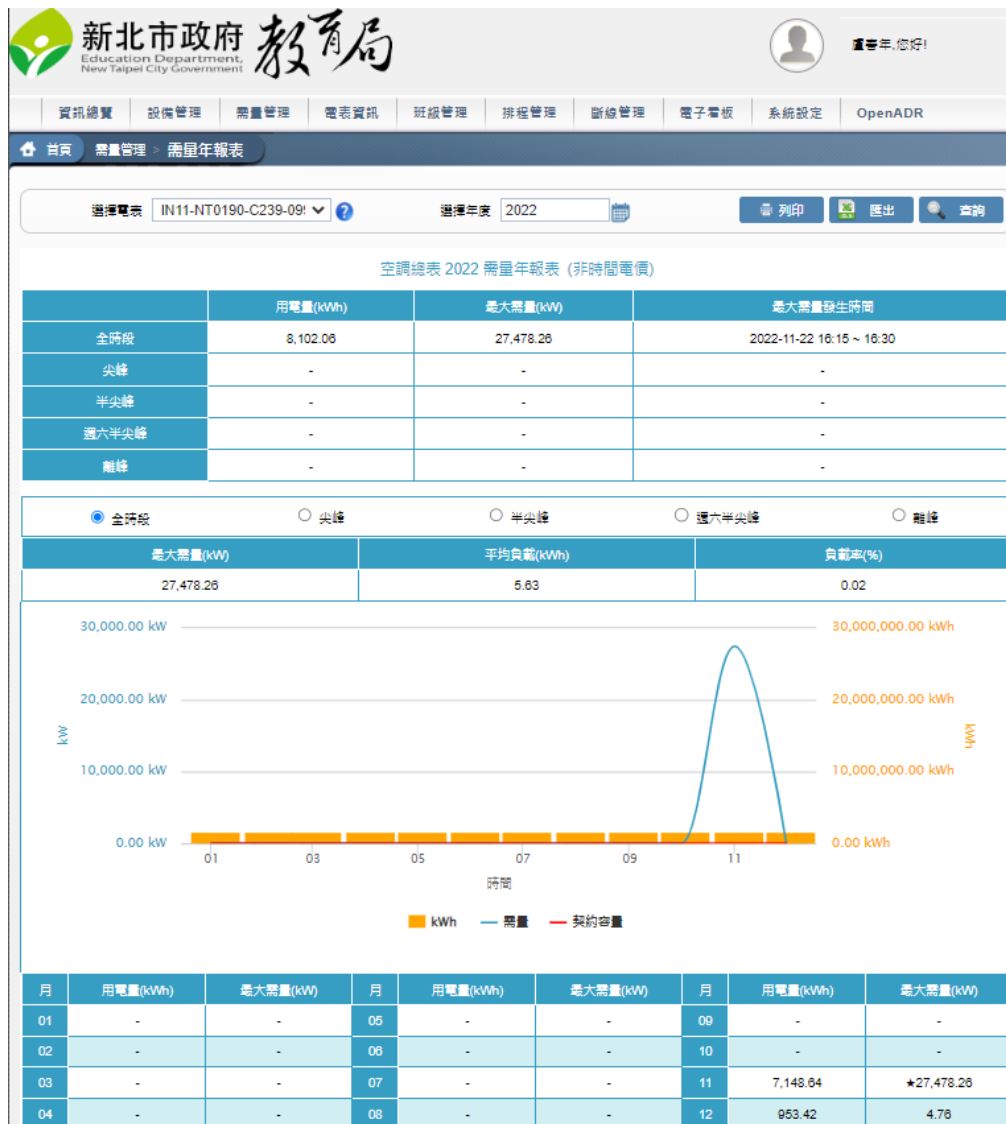 新北市政府 教育局
Education Department,
New Taipei City Government
盧春年,您好!
資訊總覽 設備管理 需量管理 電表資訊 班級管理 排程管理 斷線管理 電子看板 系統設定 OpenADR
首頁 需量管理 > 需量年報表
選擇電表 IN11-NT0190-C239-09 ? 選擇年度 2022 列印 匯出 查詢
空調總表 2022 需量年報表 (非時間電價)
用電量(kWh) 最大需量(kW) 最大需量發生時間
全時段 8,102.06 27,478.26 2022-11-22 16:15 ~ 16:30
尖峰 - - -
半尖峰 - - -
週六半尖峰 - - -
離峰 - - -
全時段 尖峰 半尖峰 週六半尖峰 離峰
最大需量(kW) 平均負載(kWh) 負載率(%)
27,478.26 5.63 0.02
30,000.00 kW 30,000,000.00 kWh
20,000.00 kW 20,000,000.00 kWh
kW kWh
10,000.00 kW 10,000,000.00 kWh
0.00 kW 0.00 kWh
01 03 05 07 09 11
時間
kWh 需量 契約容量
月 用電量(kWh) 最大需量(kW) 月 用電量(kWh) 最大需量(kW) 月 用電量(kWh) 最大需量(kW)
01 - - 05 - - 09 - -
02 - - 06 - - 10 - -
03 - - 07 - - 11 7,148.64 ★27,478.26
04 - - 08 - - 12 953.42 4.76